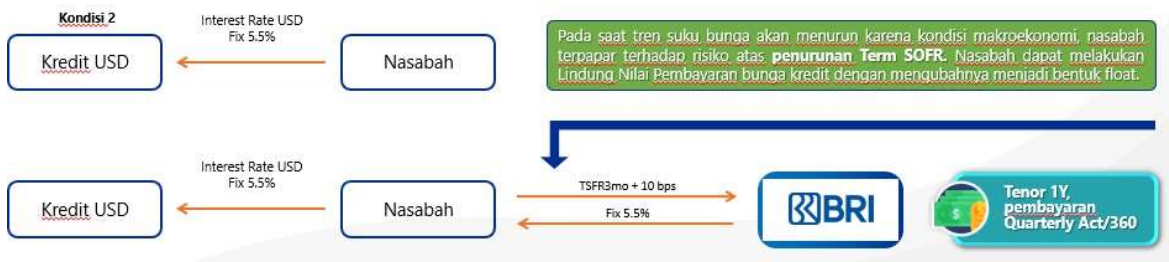 Kondisi 2
Interest Rate USD
Fix 5.5%
Kredit USD
Nasabah
Pada saat tren suku bunga akan menurun karena kondisi makroekonomi, nasabah
terpapar terhadap risiko atas penurunan Term SOFR. Nasabah dapat melakukan
Lindung Nilai Pembayaran bunga kredit dengan mengubahnya menjadi bentuk float.
Interest Rate USD
Fix 5.5%
Kredit USD
Nasabah
TSFR3mo + 10 bps
Fix 5.5%
BRI
Tenor 1Y,
pembayaran
Quarterly Act/360